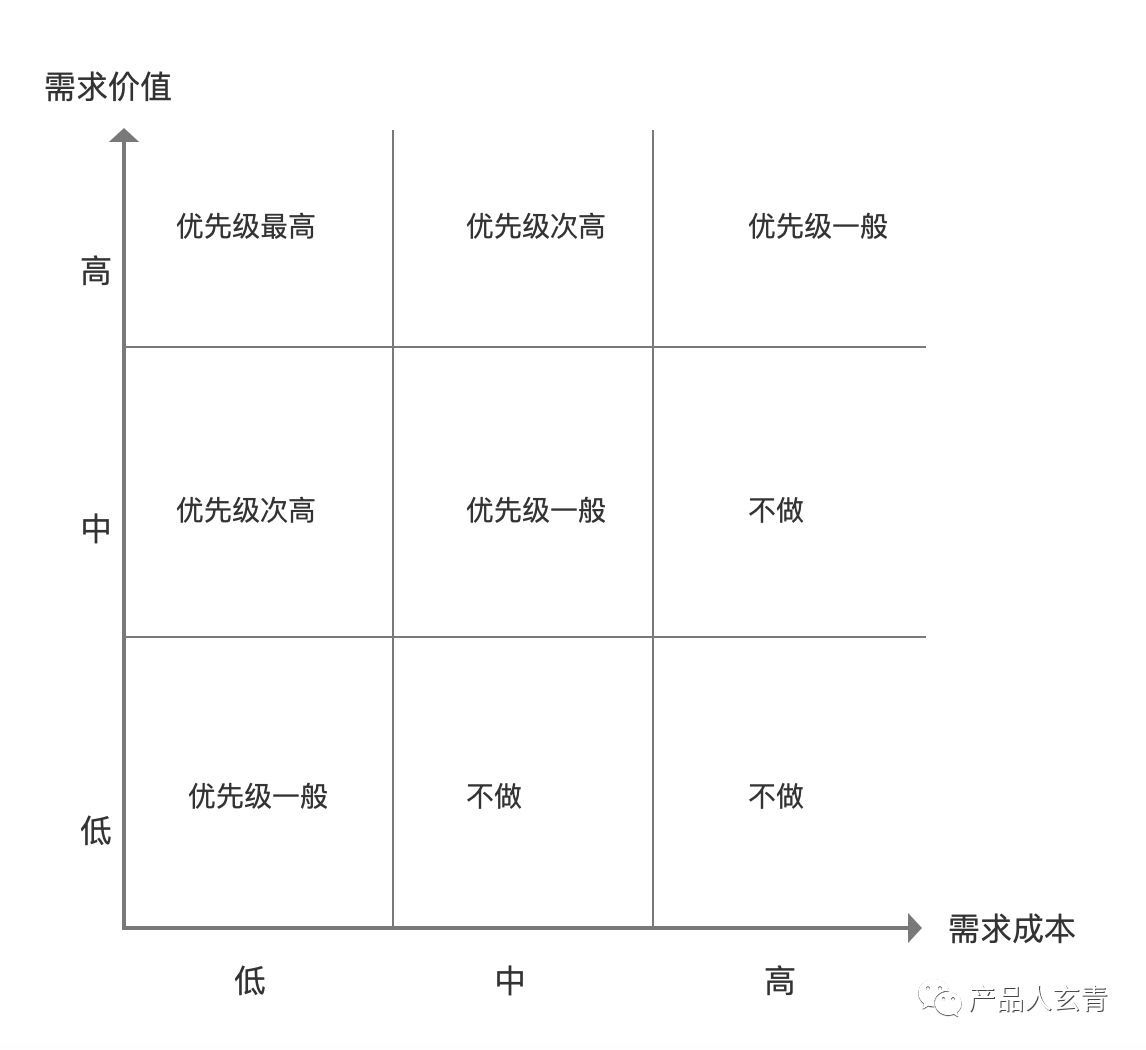 需求价值
优先级最高 优先级次高 优先级一般
高
优先级次高 优先级一般 不做
中
优先级一般 不做 不做
低
需求成本
低 中 高
产品人玄青